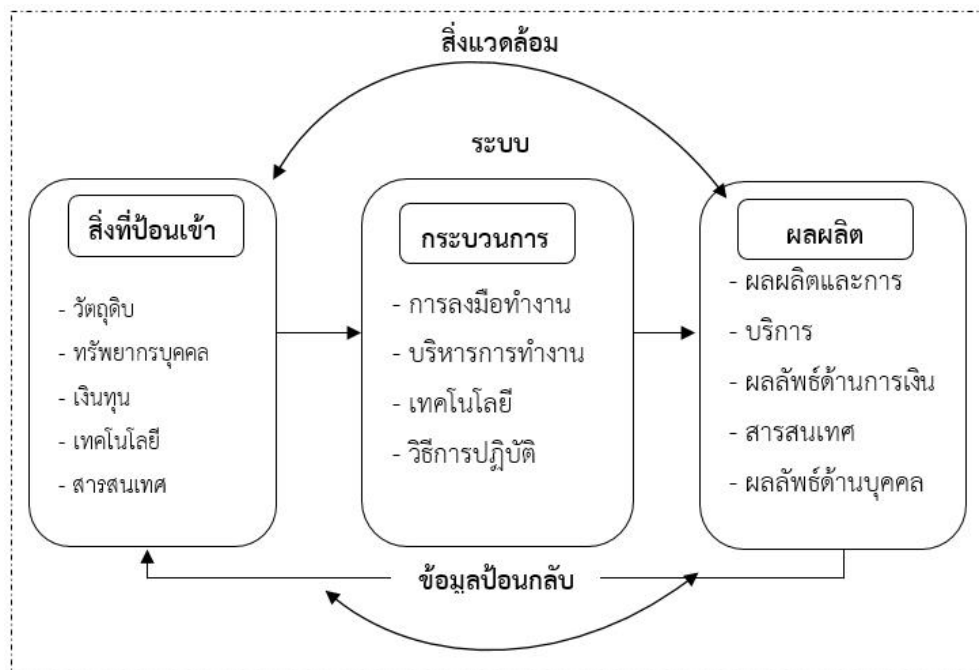 สิ่งแวดล้อม
ระบบ
สิ่งที่ป้อนเข้า
- วัตถุดิบ
- ทรัพยากรบุคคล
- เงินทุน
- เทคโนโลยี
- สารสนเทศ
กระบวนการ
- การลงมือทำงาน
- บริหารการทำงาน
- เทคโนโลยี
- วิธีการปฏิบัติ
ผลผลิต
- ผลผลิตและการ
- บริการ
- ผลลัพธ์ด้านการเงิน
- สารสนเทศ
- ผลลัพธ์ด้านบุคคล
ข้อมูลป้อนกลับ